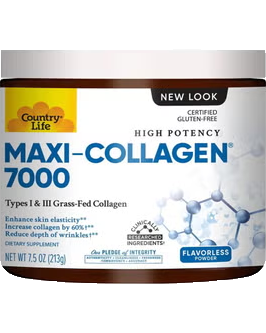 NEW LOOK
Country
Life
CERTIFIED
GLUTEN-FREE
HIGH POTENCY
MAXI-COLLAGEN®
7000
Types I & III Grass-Fed Collagen
Enhance skin elasticity†*
Increase collagen by 60%†*
Reduce depth of wrinkles†*
DIETARY SUPPLEMENT
CLINICALLY
RESEARCHED
INGREDIENTS
Our PLEDGE of INTEGRITY
FLAVORLESS
POWDER
NET WT 7.5 OZ (213g)